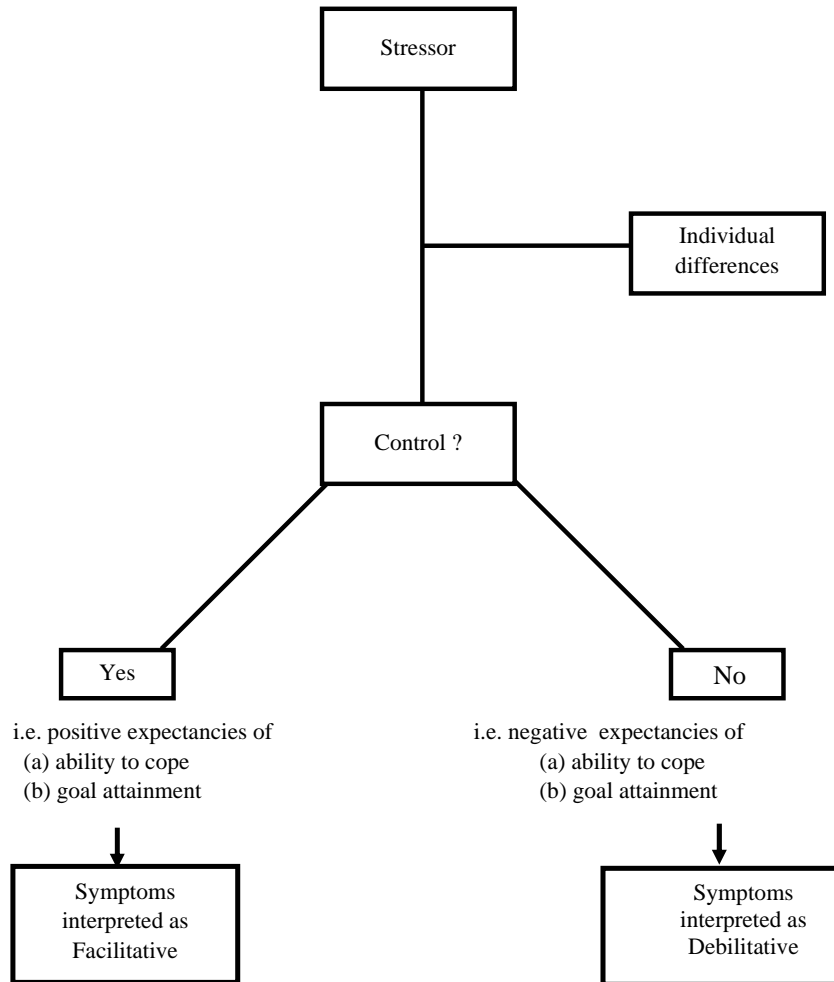 Stressor
Individual
differences
Control ?
Yes
No
i.e. positive expectancies of
(a) ability to cope
(b) goal attainment
i.e. negative expectancies of
(a) ability to cope
(b) goal attainment
Symptoms
interpreted as
Facilitative
Symptoms
interpreted as
Debilitative